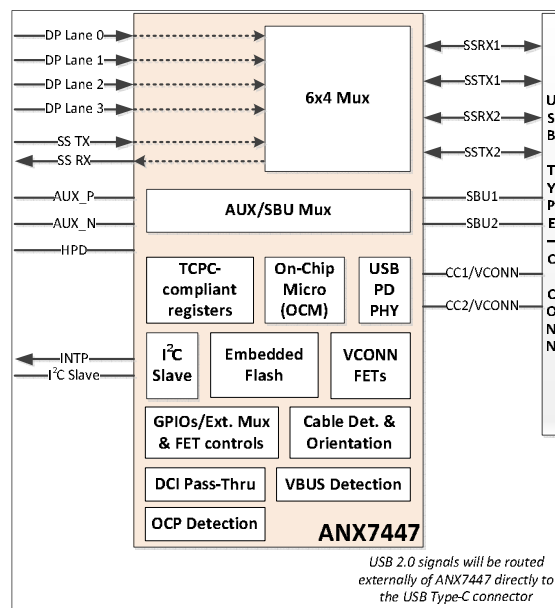 DP Lane 0
DP Lane 1
DP Lane 2
DP Lane 3
SS TX
SS RX
AUX_P
AUX_N
HPD
INTP
I²C Slave
6x4 Mux
AUX/SBU Mux
TCPC-
compliant
registers
On-Chip
Micro
(OCM)
USB
PD
PHY
I²C
Slave
Embedded
Flash
VCONN
FETs
GPIOs/Ext. Mux
& FET controls
Cable Det. &
Orientation
DCI Pass-Thru
VBUS Detection
OCP Detection
ANX7447
SSRX1
SSTX1
SSRX2
SSTX2
SBU1
SBU2
CC1/VCONN
CC2/VCONN
U
S
B
T
Y
P
E
–
C
C
O
N
N
USB 2.0 signals will be routed
externally of ANX7447 directly to
the USB Type-C connector